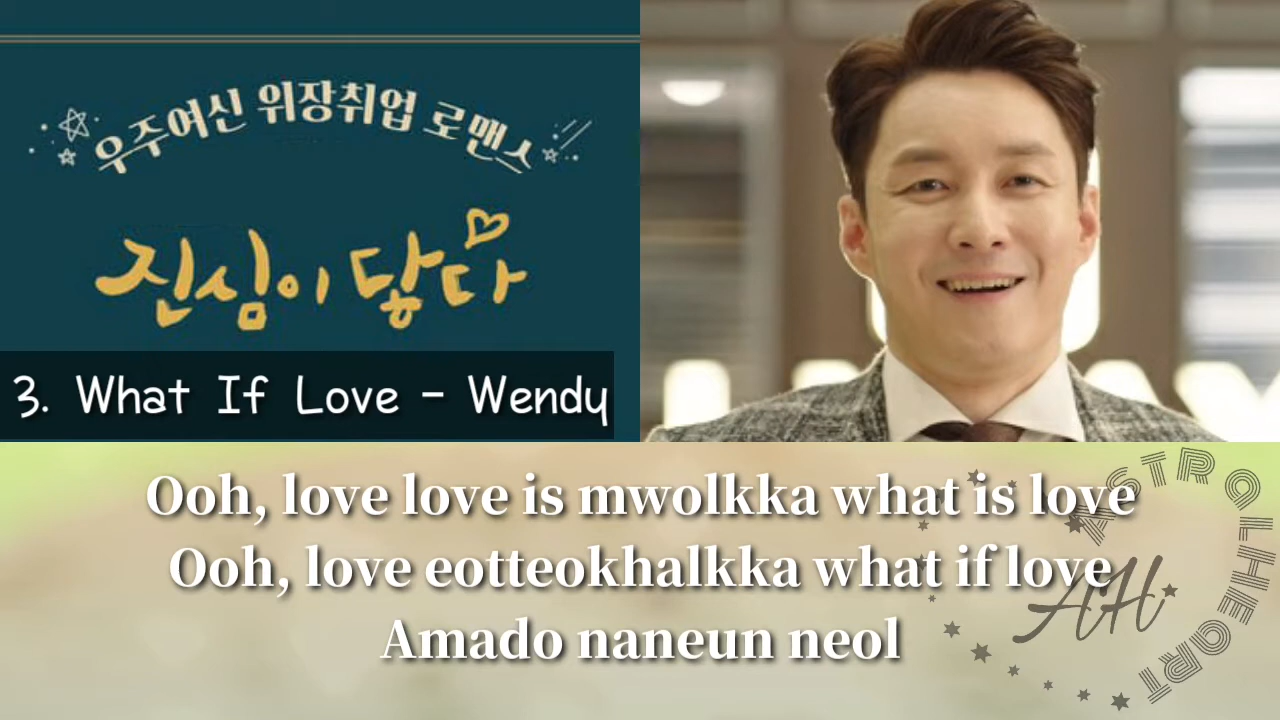 우주여신 위장취업 로맨스
진심이 닿다
3. What If Love - Wendy
Ooh, love love is mwolkka what is love
Ooh, love eotteokhalkka what if love
Amado naneun neol
ASTROLHEART
AH